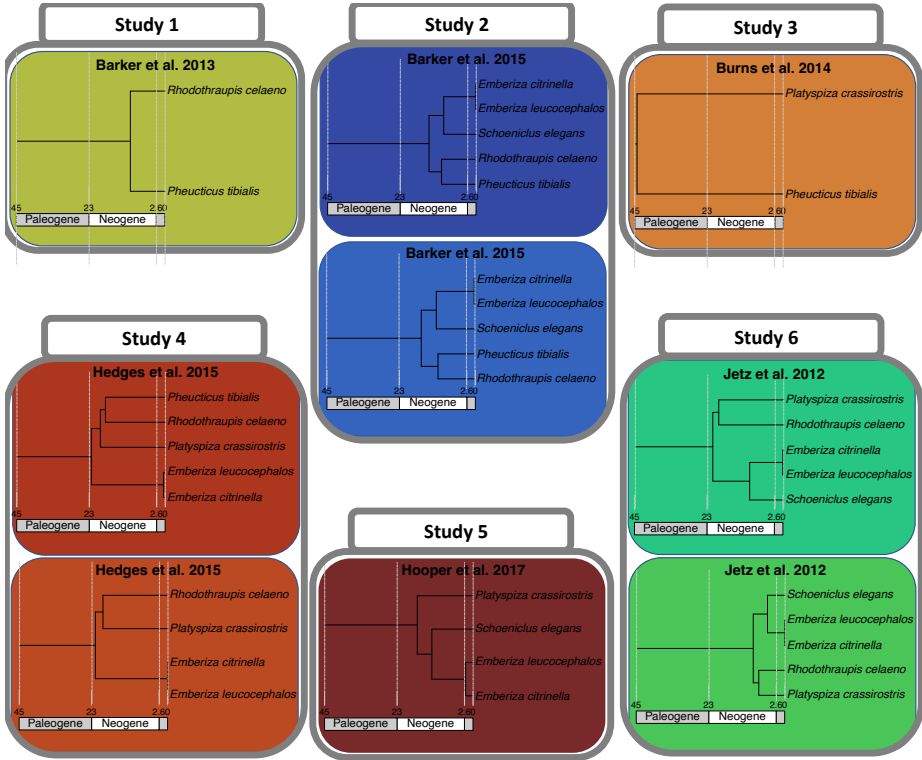 Study 1
Barker et al. 2013
Rhodothraupis celaeno
Pheucticus tibialis
45
23
2.60
Paleogene
Neogene
Study 2
Barker et al. 2015
Emberiza citrinella
Emberiza leucocephalos
Schoeniclus elegans
Rhodothraupis celaeno
Pheucticus tibialis
45
23
2.60
Paleogene
Neogene
Barker et al. 2015
Emberiza citrinella
Emberiza leucocephalos
Schoeniclus elegans
Pheucticus tibialis
Rhodothraupis celaeno
45
23
2.60
Paleogene
Neogene
Study 3
Burns et al. 2014
Platyspiza crassirostris
Pheucticus tibialis
45
23
2.60
Paleogene
Neogene
Study 4
Hedges et al. 2015
Pheucticus tibialis
Rhodothraupis celaeno
Platyspiza crassirostris
Emberiza leucocephalos
Emberiza citrinella
45
23
2.60
Paleogene
Neogene
Hedges et al. 2015
Rhodothraupis celaeno
Platyspiza crassirostris
Emberiza citrinella
Emberiza leucocephalos
45
23
2.60
Paleogene
Neogene
Study 5
Hooper et al. 2017
Platyspiza crassirostris
Schoeniclus elegans
Emberiza leucocephalos
Emberiza citrinella
45
23
2.60
Paleogene
Neogene
Study 6
Jetz et al. 2012
Platyspiza crassirostris
Rhodothraupis celaeno
Emberiza citrinella
Emberiza leucocephalos
Schoeniclus elegans
45
23
2.60
Paleogene
Neogene
Jetz et al. 2012
Schoeniclus elegans
Emberiza leucocephalos
Emberiza citrinella
Rhodothraupis celaeno
Platyspiza crassirostris
45
23
2.60
Paleogene
Neogene